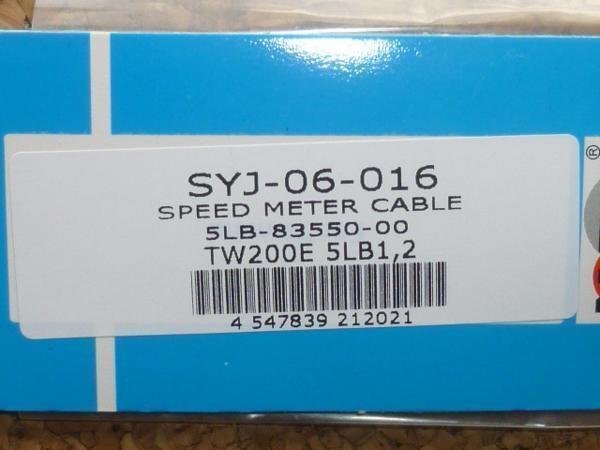 SYJ-06-016
SPEED METER CABLE
5LB-83550-00
TW200E 5LB1,2
4 547839 212021
®